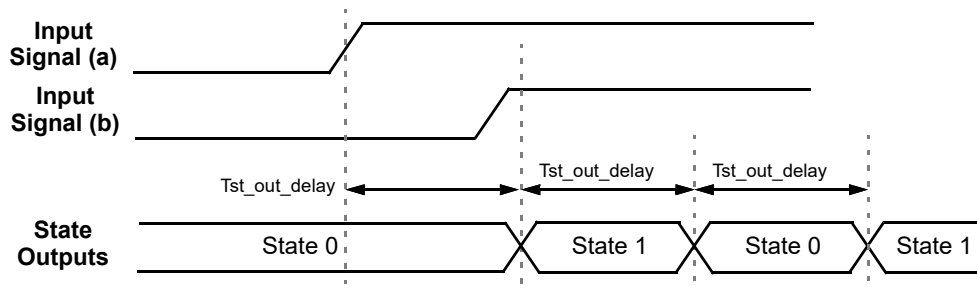 Input
Signal (a)
Input
Signal (b)
Tst_out_delay
Tst_out_delay
Tst_out_delay
State
Outputs
State 0
State 1
State 0
State 1